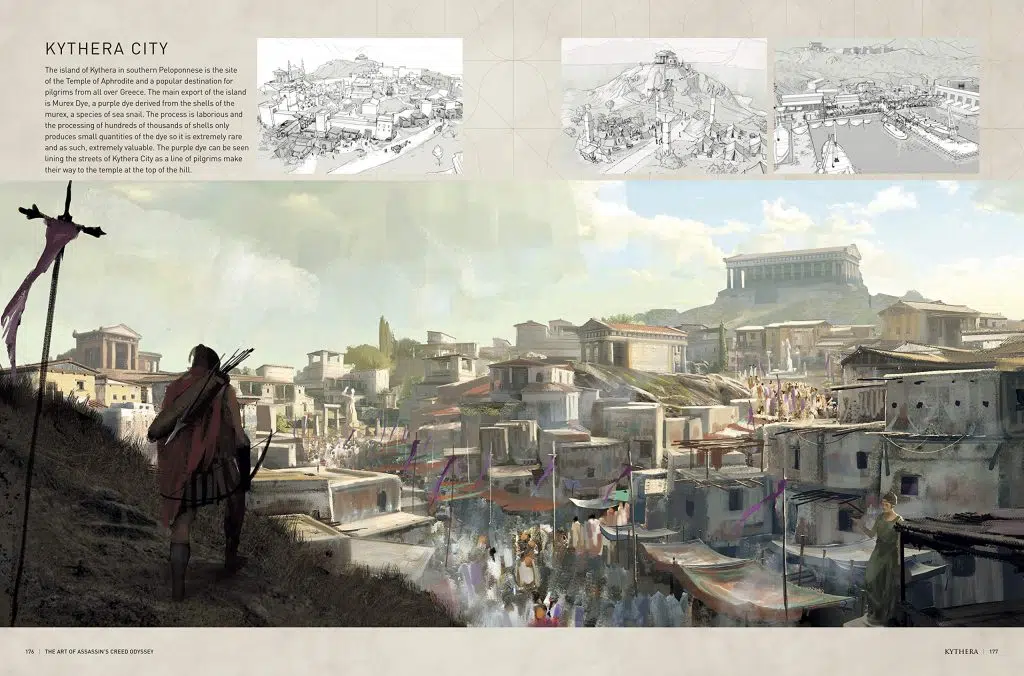 KYTHERA CITY
The island of Kythera in southern Peloponnese is the site
of the Temple of Aphrodite and a popular destination for
pilgrims from all over Greece. The main export of the island
is Murex Dye, a purple dye derived from the shells of the
murex, a species of sea snail. The process is laborious and
the processing of hundreds of thousands of shells only
produces small quantities of the dye so it is extremely rare
and as such, extremely valuable. The purple dye can be seen
lining the streets of Kythera City as a line of pilgrims make
their way to the temple at the top of the hill.
176 | THE ART OF ASSASSIN'S CREED ODYSSEY
KYTHERA | 177